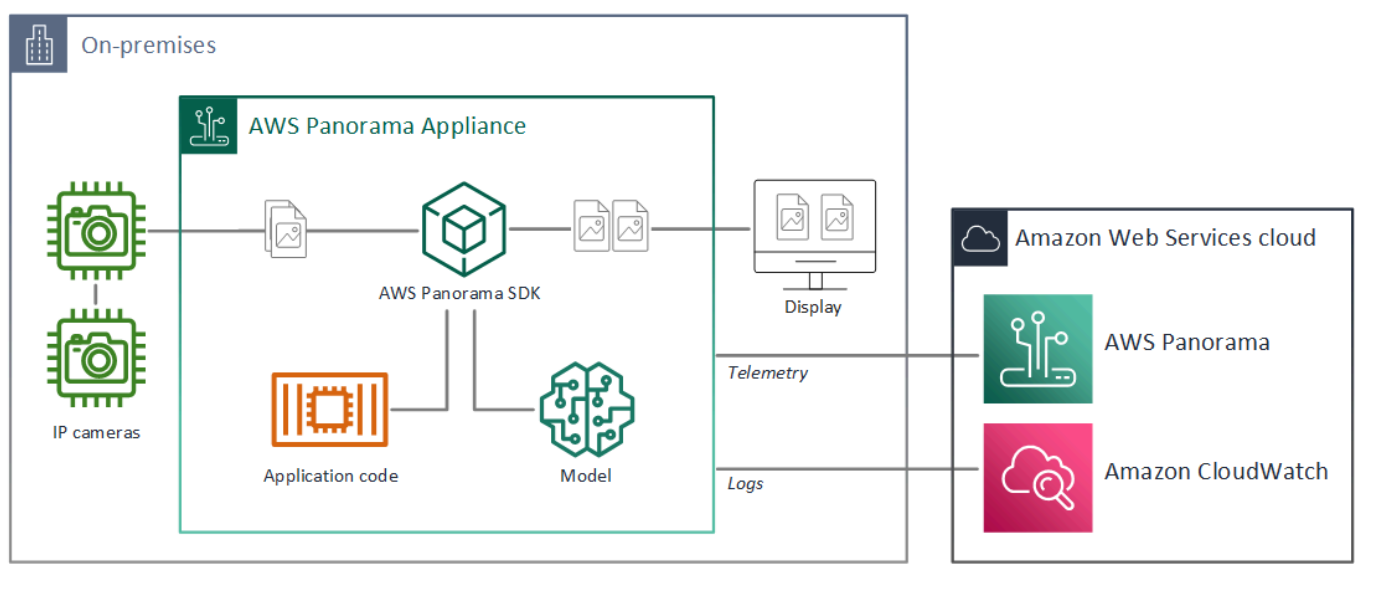 On-premises
AWS Panorama Appliance
Amazon Web Services cloud
AWS Panorama SDK
Display
AWS Panorama
Telemetry
IP cameras
Application code
Model
Amazon CloudWatch
Logs